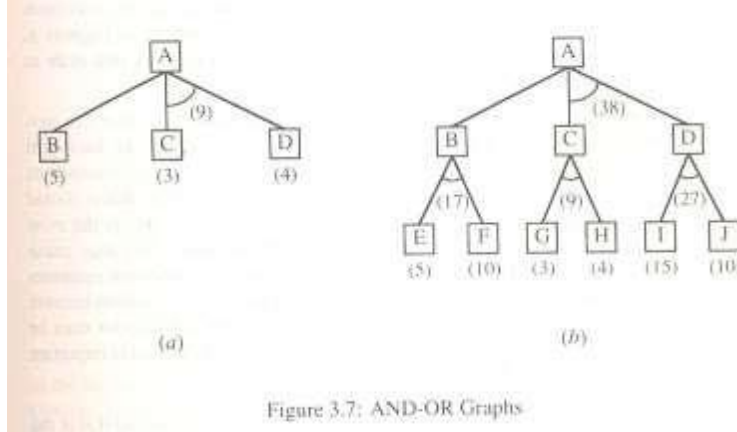 A
A
(9)
(38)
B
C
D
B
C
D
(5)
(3)
(4)
(17)
(9)
(27)
E
F
G
H
I
J
(5)
(10)
(3)
(4)
(15)
(10
(a)
(b)
Figure 3.7: AND-OR Graphs